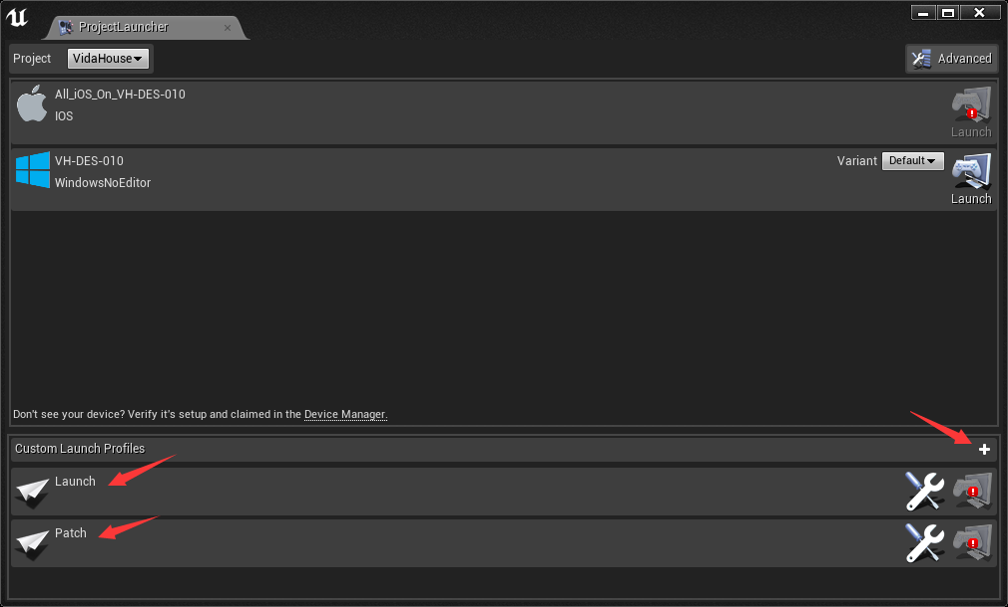 ProjectLauncher
Project VidaHouse Advanced
All_iOS_On_VH-DES-010
IOS
Launch
VH-DES-010
Variant Default
WindowsNoEditor
Launch
Don't see your device? Verify it's setup and claimed in the Device Manager.
Custom Launch Profiles
Launch
Patch